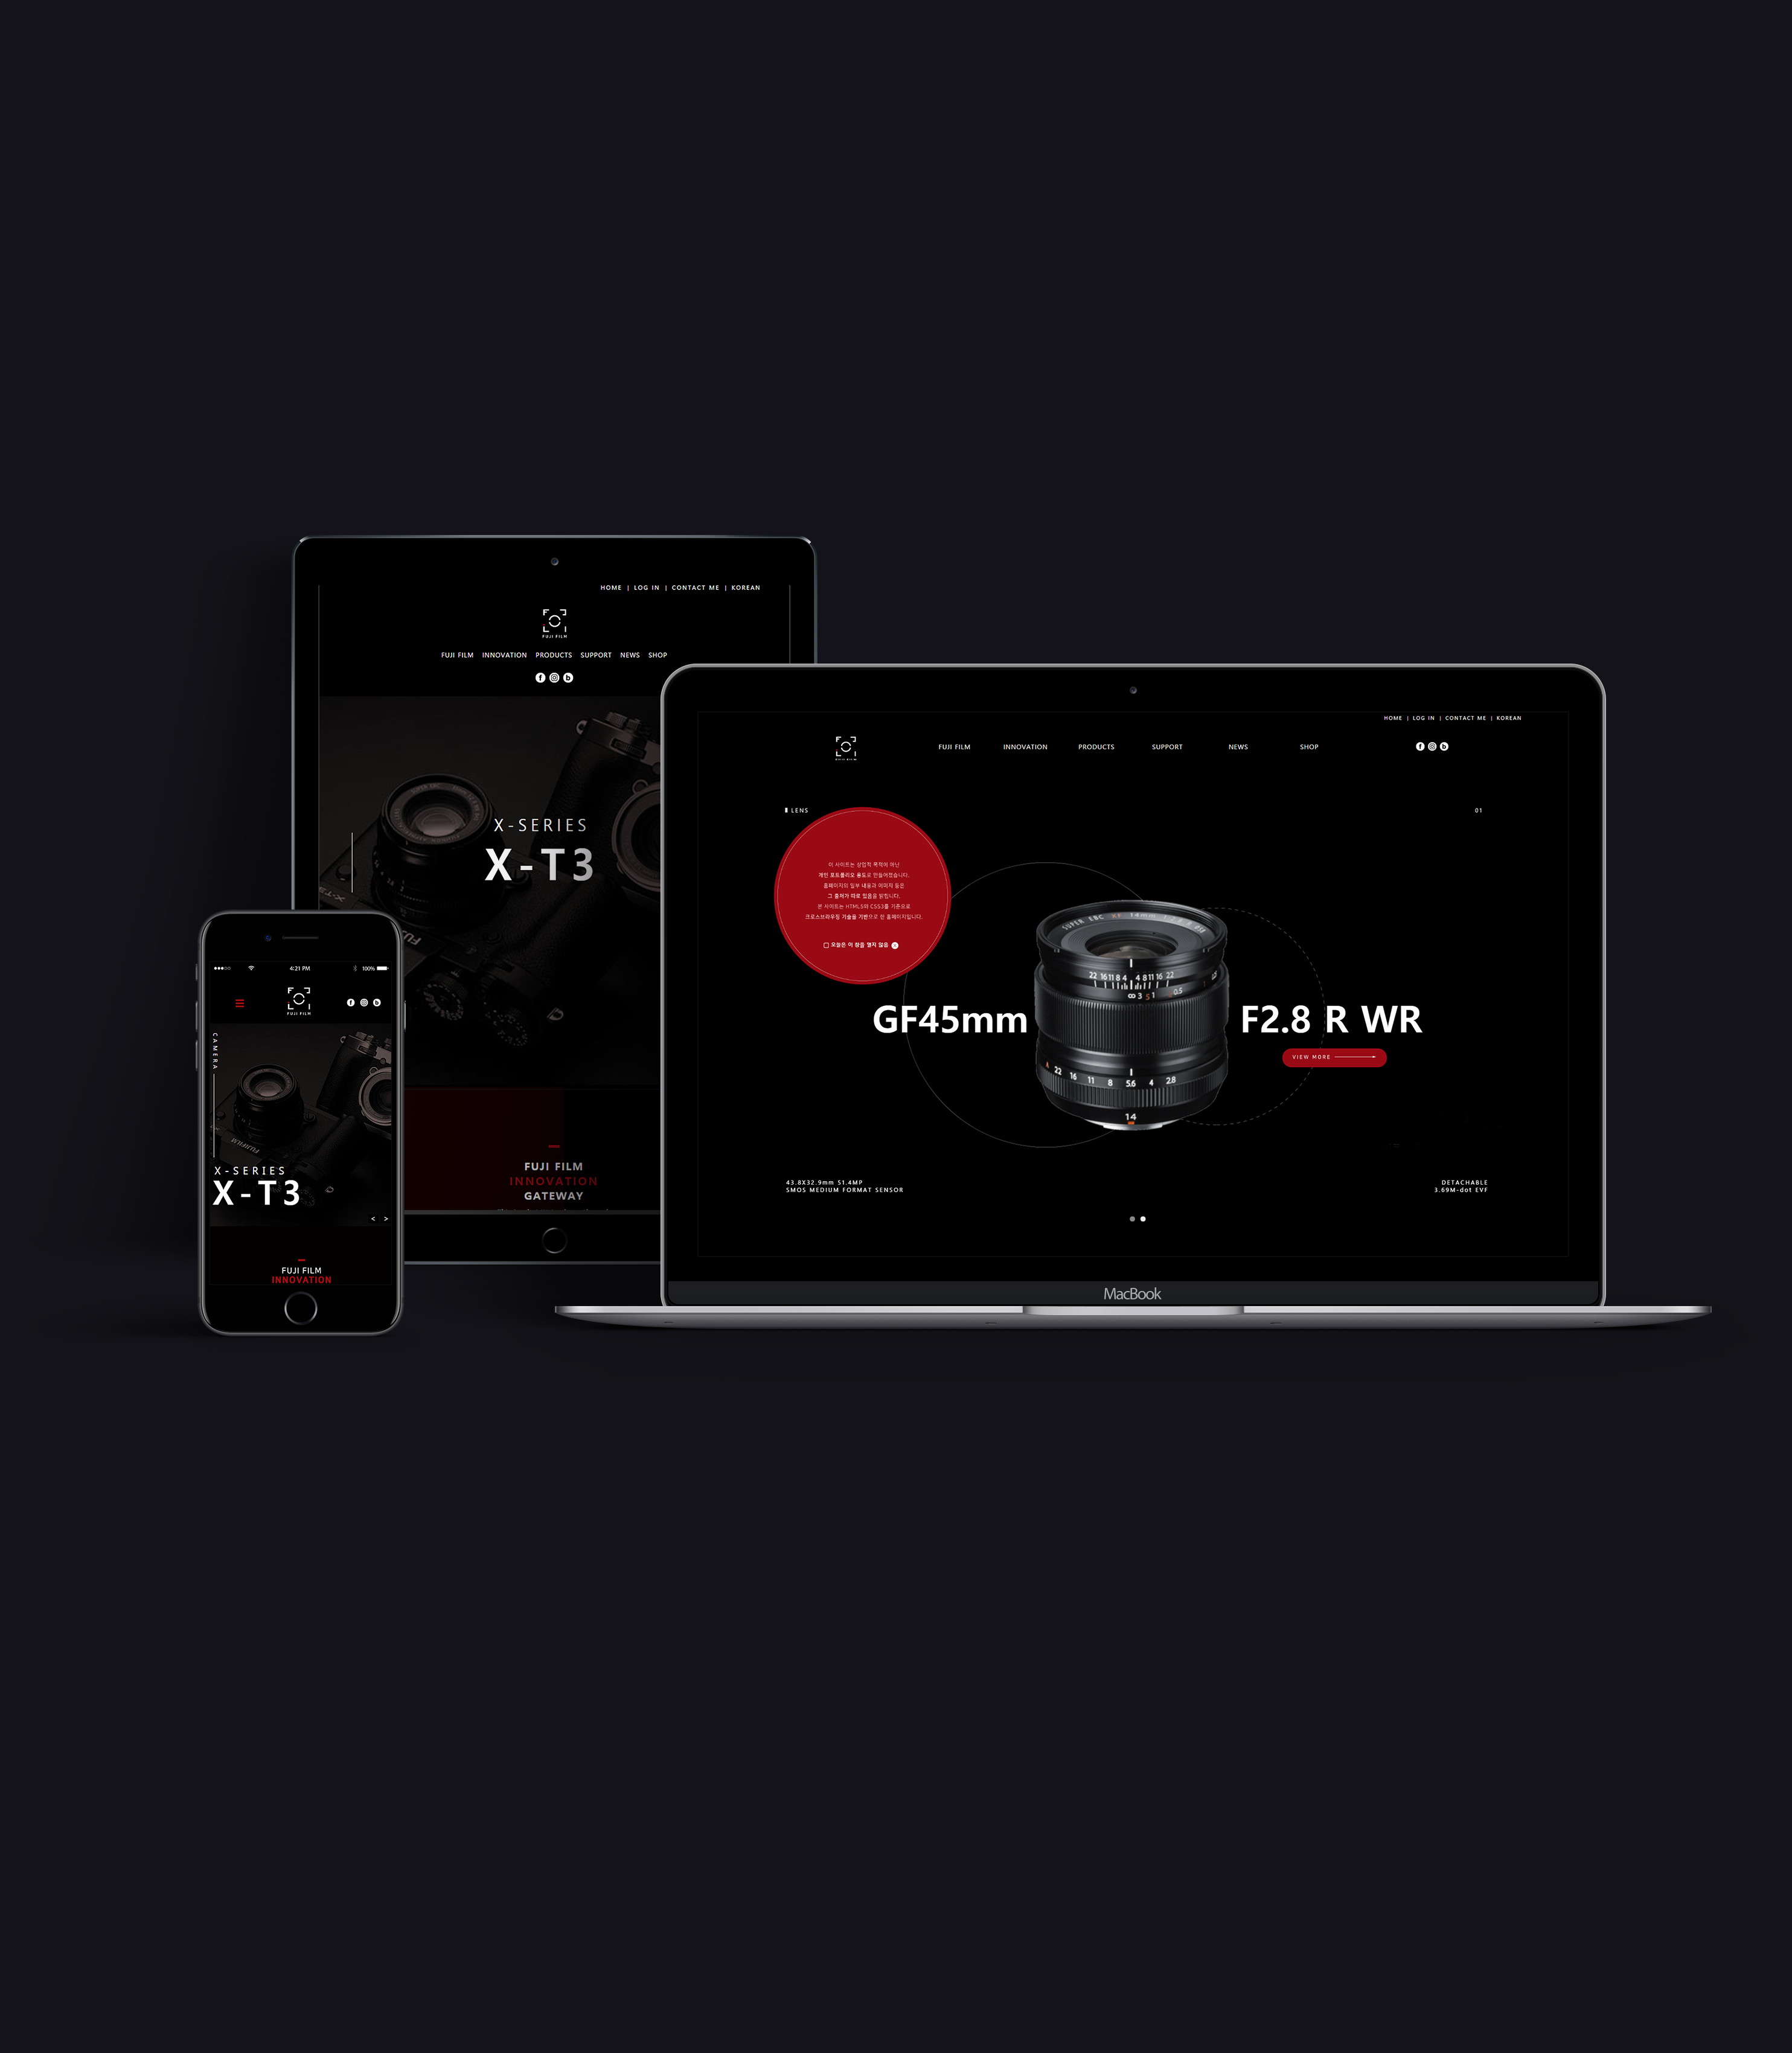 HOME | LOG IN | CONTACT ME | KOREAN
FUJI FILM
FUJI FILM INNOVATION PRODUCTS SUPPORT NEWS SHOP
X-SERIES
X-T3
FUJI FILM
INNOVATION
GATEWAY
4:21 PM
100%
FUJI FILM
CAMERA
X-SERIES
X-T3
< >
FUJI FILM
INNOVATION
HOME | LOG IN | CONTACT ME | KOREAN
FUJI FILM
FUJI FILM INNOVATION PRODUCTS SUPPORT NEWS SHOP
LENS
01
이 사이트는 상업적 목적이 아닌
개인 포트폴리오 용도로 만들어졌습니다.
홈페이지의 일부 내용과 이미지 등은
그 출처가 따로 있음을 밝힙니다.
본 사이트는 HTML5와 CSS3를 기준으로
크로스브라우징 기술을 기반으로 한 홈페이지입니다.
오늘은 이 창을 열지 않음
SUPER EBC XF 14mm
22 16 11 8 4 4 8 11 16 22
∞ 3 1 0.5
GF45mm
F2.8 R WR
VIEW MORE
A 22 16 11 8 5.6 4 2.8
14
43.8X32.9mm 51.4MP
SMOS MEDIUM FORMAT SENSOR
DETACHABLE
3.69M-dot EVF
MacBook